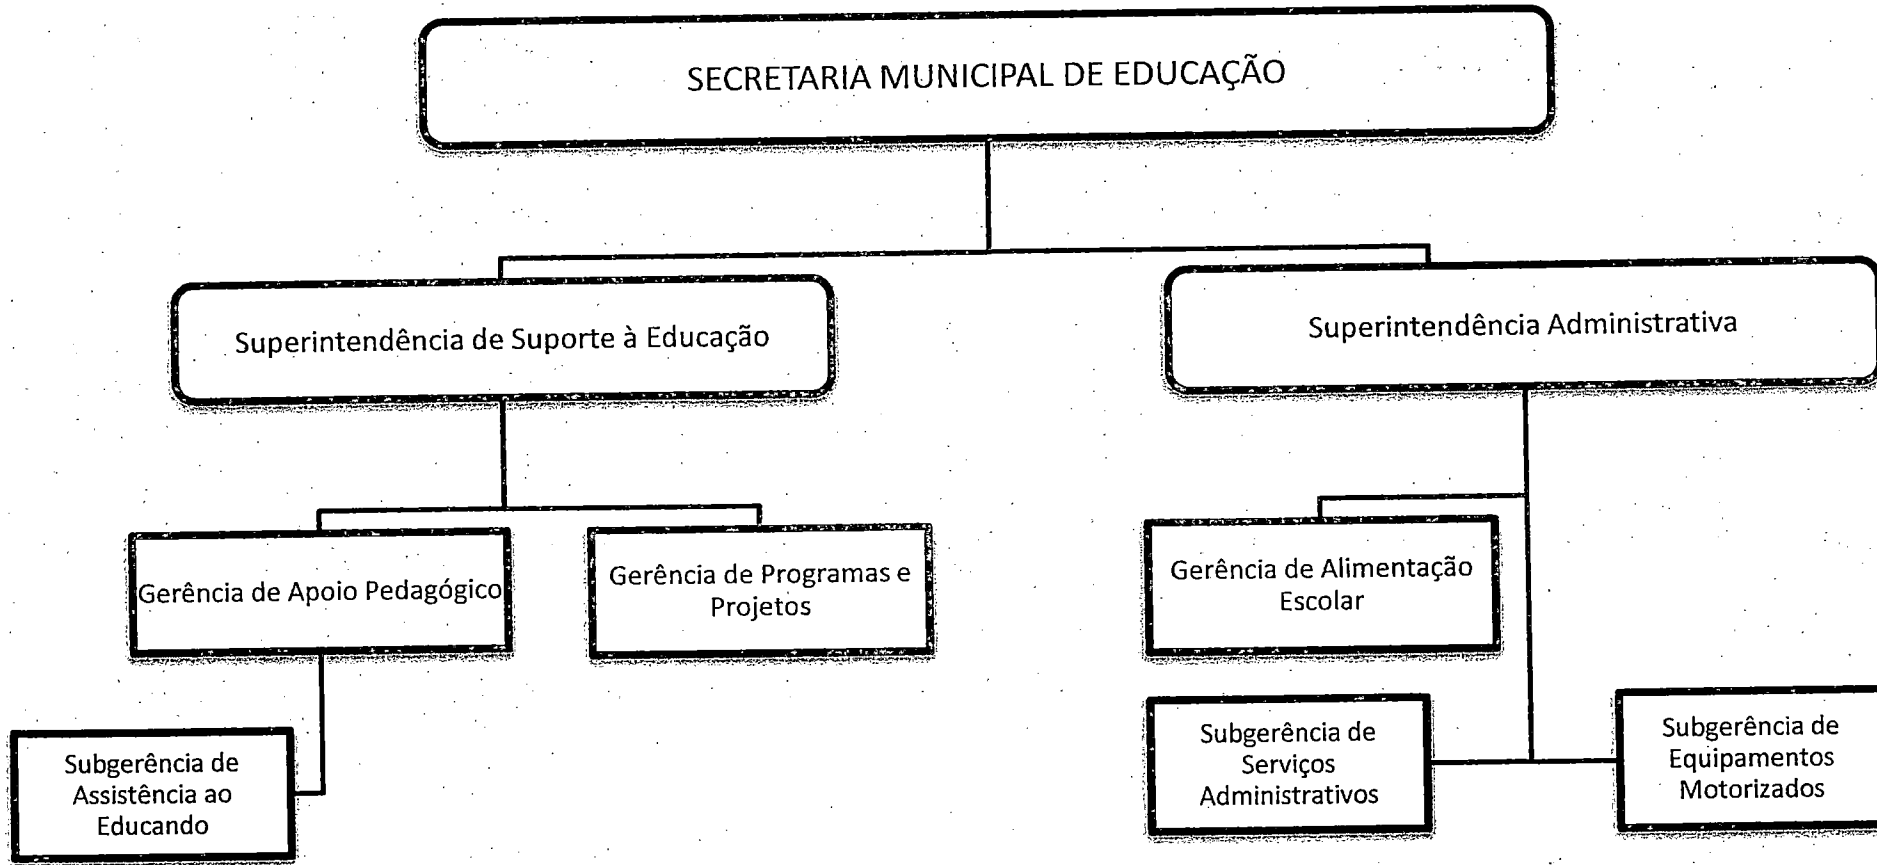 SECRETARIA MUNICIPAL DE EDUCAÇÃO
Superintendência de Suporte à Educação
Superintendência Administrativa
Gerência de Apoio Pedagógico
Gerência de Programas e
Projetos
Gerência de Alimentação
Escolar
Subgerência de
Assistência ao
Educando
Subgerência de
Serviços
Administrativos
Subgerência de
Equipamentos
Motorizados